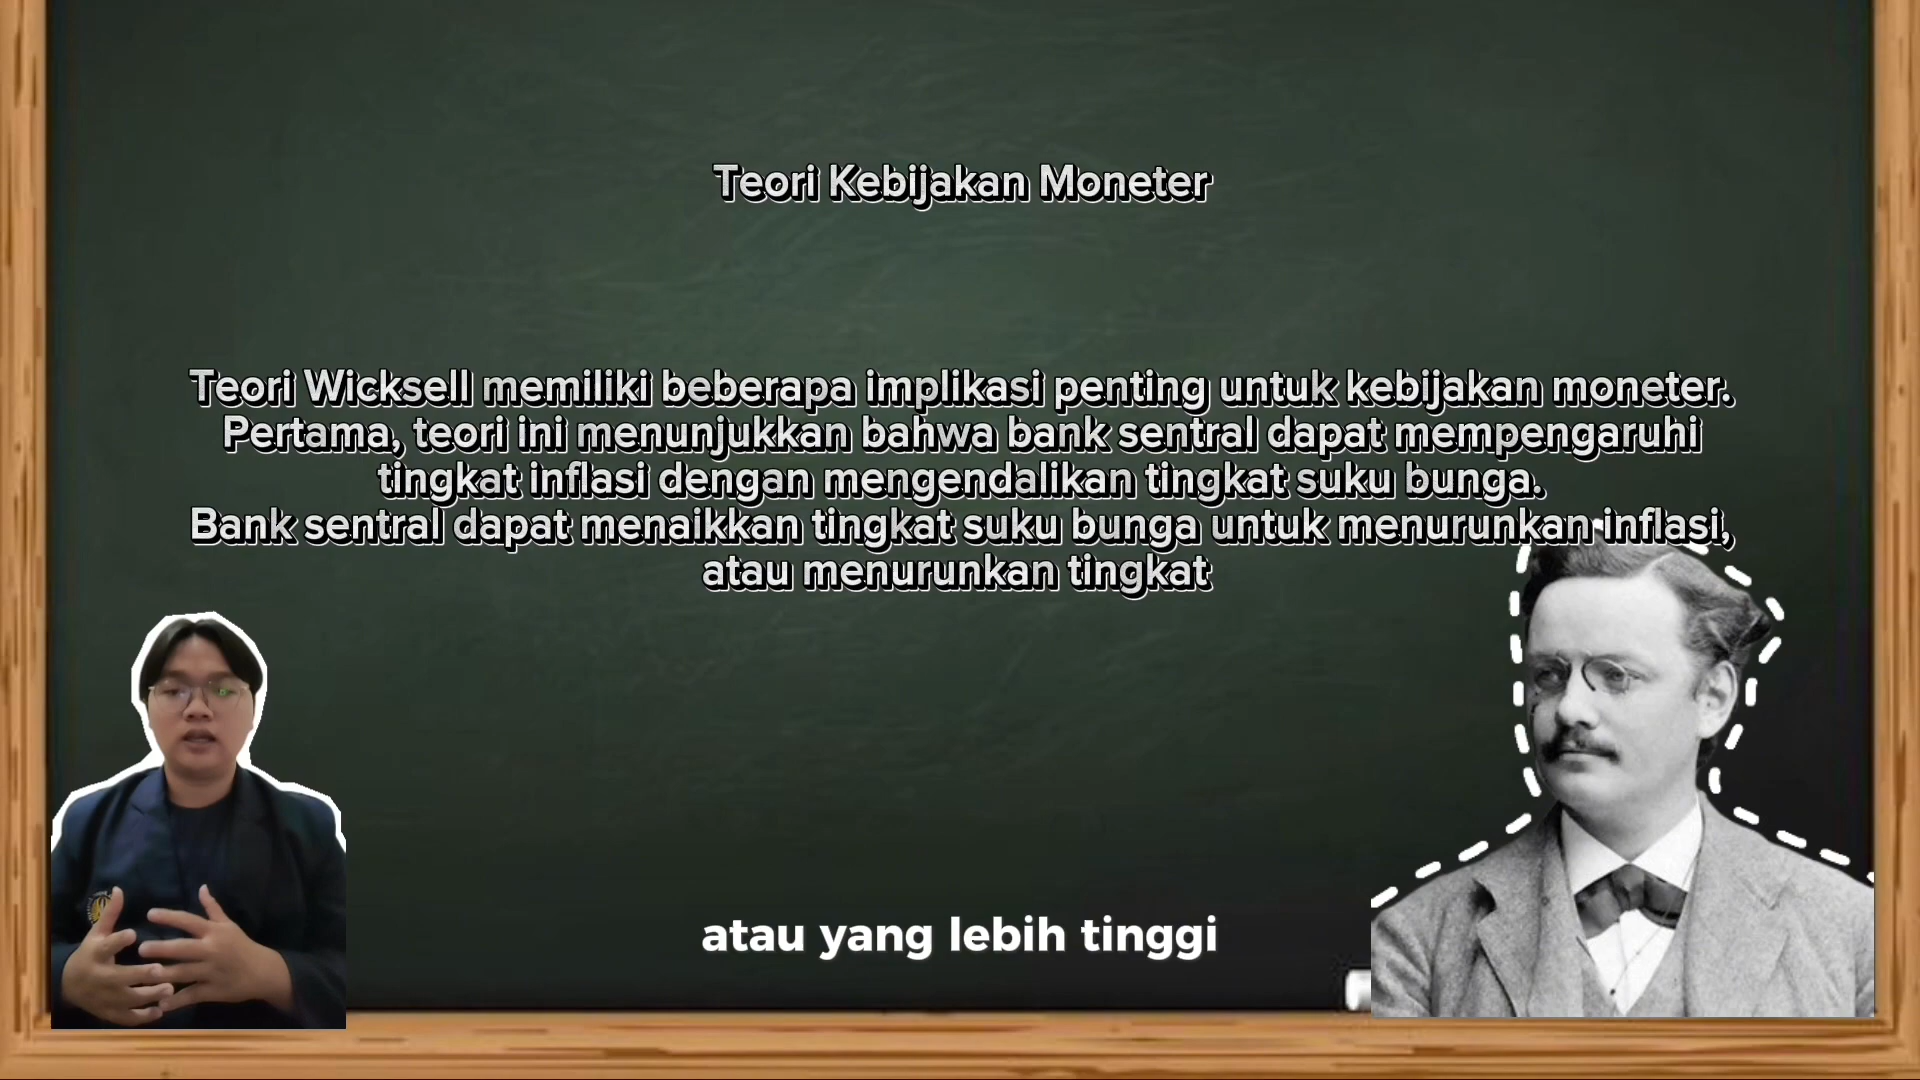 Teori Kebijakan Moneter
Teori Wicksell memiliki beberapa implikasi penting untuk kebijakan moneter.
Pertama, teori ini menunjukkan bahwa bank sentral dapat mempengaruhi
tingkat inflasi dengan mengendalikan tingkat suku bunga.
Bank sentral dapat menaikkan tingkat suku bunga untuk menurunkan inflasi,
atau menurunkan tingkat
atau yang lebih tinggi